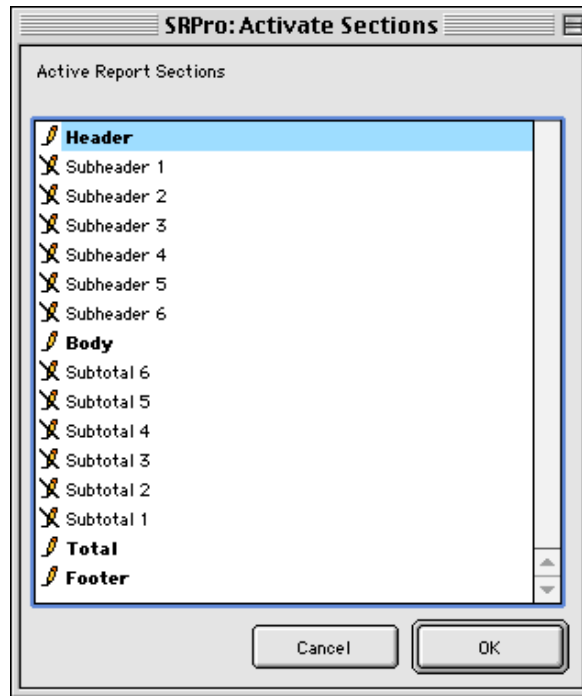 SRPro: Activate Sections
Active Report Sections
Header
Subheader 1
Subheader 2
Subheader 3
Subheader 4
Subheader 5
Subheader 6
Body
Subtotal 6
Subtotal 5
Subtotal 4
Subtotal 3
Subtotal 2
Subtotal 1
Total
Footer
Cancel OK